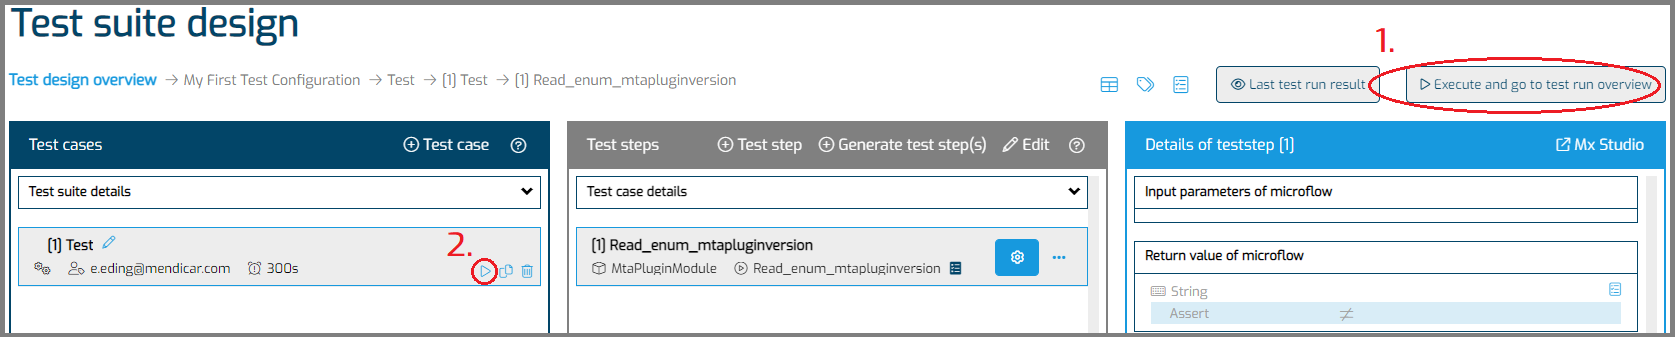 Test suite design
1.
Test design overview → My First Test Configuration → Test → [1] Test → [1] Read_enum_mtapluginversion
Last test run result
Execute and go to test run overview
Test cases
Test case
Test suite details
[1] Test
2.
e.eding@mendicar.com
300s
Test steps
Test step
Generate test step(s)
Edit
Test case details
[1] Read_enum_mtapluginversion
MtaPluginModule
Read_enum_mtapluginversion
Details of teststep [1]
Mx Studio
Input parameters of microflow
Return value of microflow
String
Assert ≠